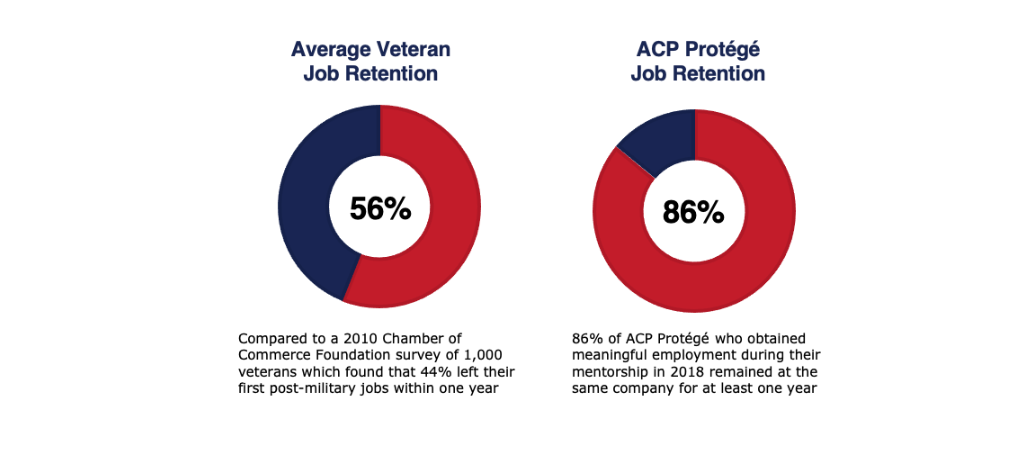 Average Veteran
Job Retention
56%
Compared to a 2010 Chamber of
Commerce Foundation survey of 1,000
veterans which found that 44% left their
first post-military jobs within one year
ACP Protégé
Job Retention
86%
86% of ACP Protégé who obtained
meaningful employment during their
mentorship in 2018 remained at the
same company for at least one year